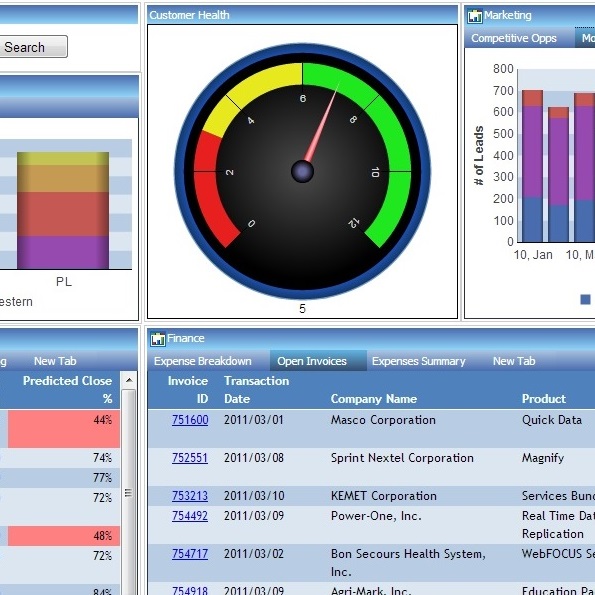 Search
PL
estern
Customer Health
0
2
4
6
8
10
12
5
Marketing
Competitive Opps
Mo
800
700
600
500
400
300
200
100
0
# of Leads
10, Jan
10, M
g
New Tab
Predicted Close
%
44%
74%
77%
72%
48%
72%
84%
Finance
Expense Breakdown Open Invoices Expenses Summary New Tab
Invoice Transaction
ID Date Company Name Product
751600 2011/03/01 Masco Corporation Quick Data
752551 2011/03/08 Sprint Nextel Corporation Magnify
753213 2011/03/10 KEMET Corporation Services Bun
754492 2011/03/09 Power-One, Inc. Real Time Dat
Replication
754717 2011/03/02 Bon Secours Health System, WebFOCUS Se
Inc.
754918 2011/03/09 Agri-Mark, Inc. Education Pa